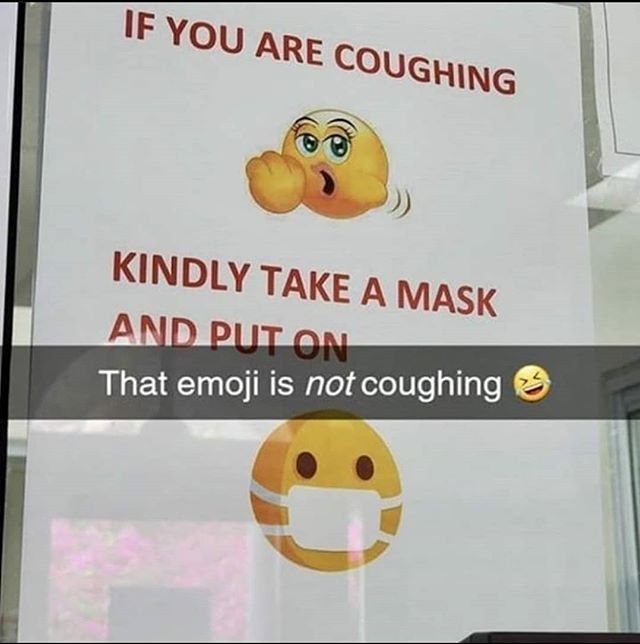 IF YOU ARE COUGHING
KINDLY TAKE A MASK
AND PUT ON
That emoji is not coughing 🤣